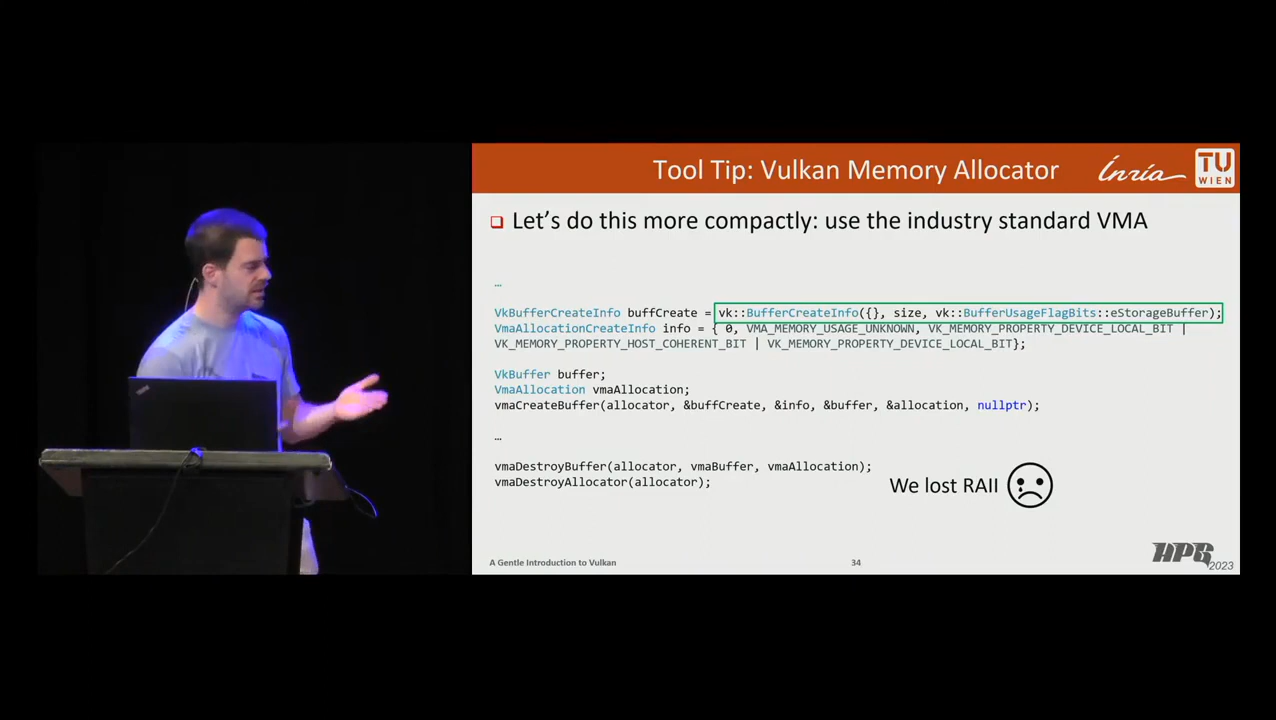 Tool Tip: Vulkan Memory Allocator
Inria
TU
WIEN
Let's do this more compactly: use the industry standard VMA
…
VkBufferCreateInfo buffCreate = vk::BufferCreateInfo({}, size, vk::BufferUsageFlagBits::eStorageBuffer);
VmaAllocationCreateInfo info = { 0, VMA_MEMORY_USAGE_UNKNOWN, VK_MEMORY_PROPERTY_DEVICE_LOCAL_BIT |
VK_MEMORY_PROPERTY_HOST_COHERENT_BIT | VK_MEMORY_PROPERTY_DEVICE_LOCAL_BIT};
VkBuffer buffer;
VmaAllocation vmaAllocation;
vmaCreateBuffer(allocator, &buffCreate, &info, &buffer, &allocation, nullptr);
…
vmaDestroyBuffer(allocator, vmaBuffer, vmaAllocation);
vmaDestroyAllocator(allocator);
We lost RAII
A Gentle Introduction to Vulkan
34
HPG
2023